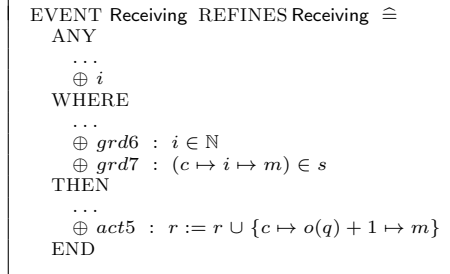 EVENT Receiving REFINES Receiving ≙
ANY
. . .
⊕ i
WHERE
. . .
⊕ grd6 : i ∈ ℕ
⊕ grd7 : (c ↦ i ↦ m) ∈ s
THEN
. . .
⊕ act5 : r := r ∪ {c ↦ o(q) + 1 ↦ m}
END